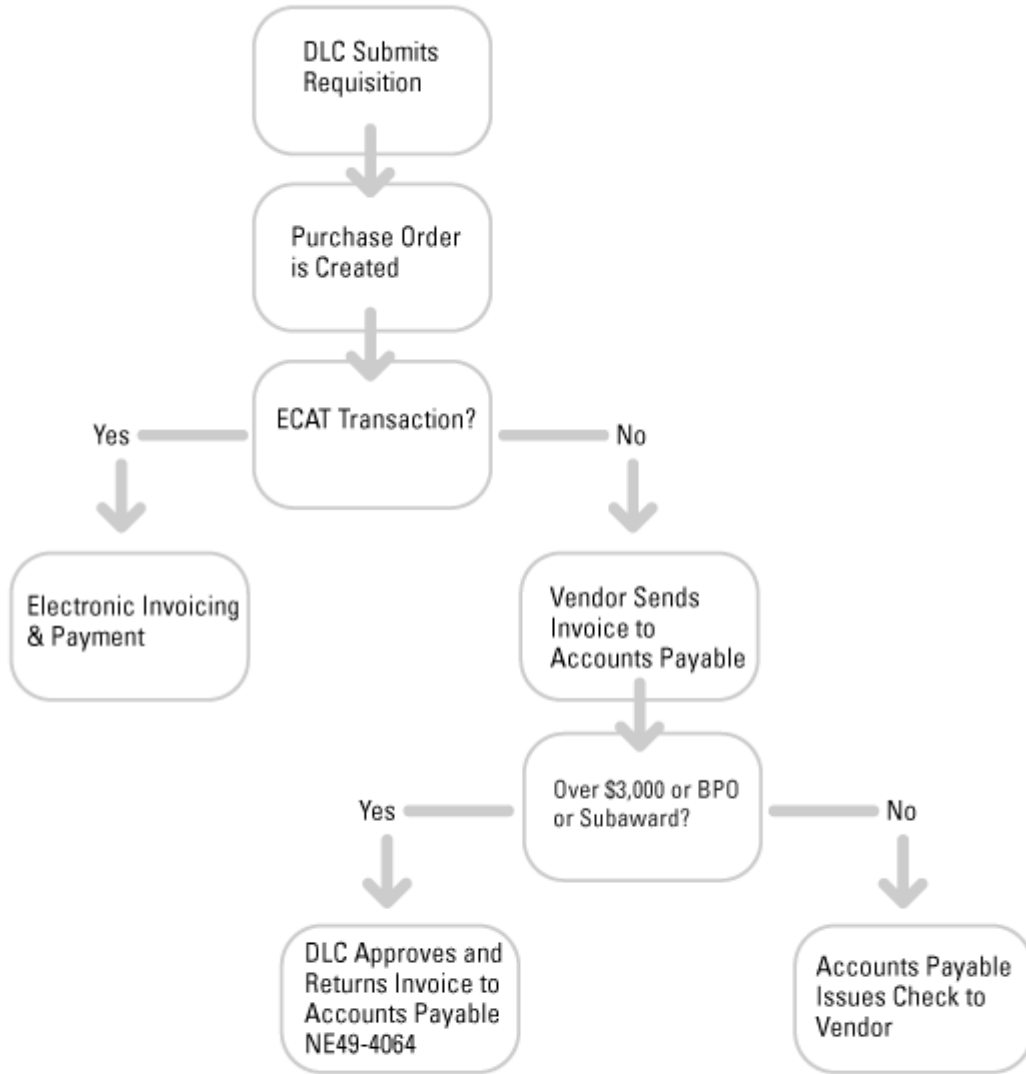 DLC Submits
Requisition
Purchase Order
is Created
ECAT Transaction?
Yes
No
Electronic Invoicing
& Payment
Vendor Sends
Invoice to
Accounts Payable
Over $3,000 or BPO
or Subaward?
Yes
No
DLC Approves and
Returns Invoice to
Accounts Payable
NE49-4064
Accounts Payable
Issues Check to
Vendor